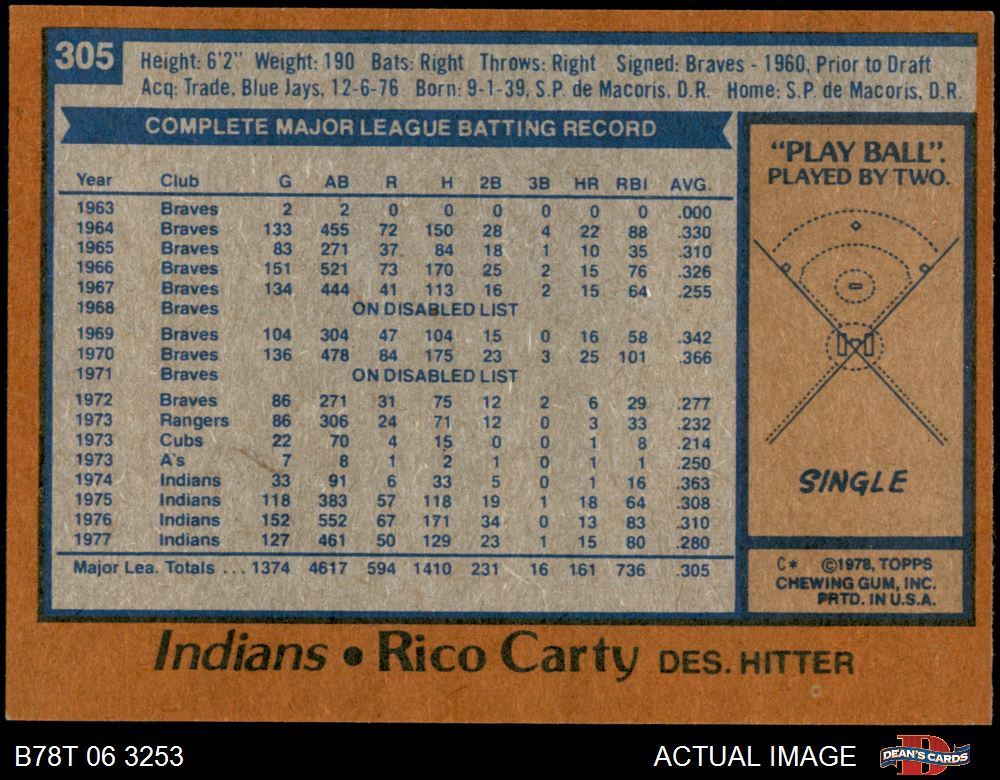 305
Height: 6'2" Weight: 190 Bats: Right Throws: Right Signed: Braves - 1960, Prior to Draft
Acq: Trade, Blue Jays, 12-6-76 Born: 9-1-39, S.P. de Macoris, D.R. Home: S.P. de Macoris, D.R.
COMPLETE MAJOR LEAGUE BATTING RECORD
Year Club G AB R H 2B 3B HR RBI AVG.
1963 Braves 2 2 0 0 0 0 0 0 .000
1964 Braves 133 455 72 150 28 4 22 88 .330
1965 Braves 83 271 37 84 18 1 10 35 .310
1966 Braves 151 521 73 170 25 2 15 76 .326
1967 Braves 134 444 41 113 16 2 15 64 .255
1968 Braves ON DISABLED LIST
1969 Braves 104 304 47 104 15 0 16 58 .342
1970 Braves 136 478 84 175 23 3 25 101 .366
1971 Braves ON DISABLED LIST
1972 Braves 86 271 31 75 12 2 6 29 .277
1973 Rangers 86 306 24 71 12 0 3 33 .232
1973 Cubs 22 70 4 15 0 0 1 8 .214
1973 A's 7 8 1 2 1 0 1 1 .250
1974 Indians 33 91 6 33 5 0 1 16 .363
1975 Indians 118 383 57 118 19 1 18 64 .308
1976 Indians 152 552 67 171 34 0 13 83 .310
1977 Indians 127 461 50 129 23 1 15 80 .280
Major Lea. Totals ... 1374 4617 594 1410 231 16 161 736 .305
"PLAY BALL".
PLAYED BY TWO.
SINGLE
C* ©1978, TOPPS
CHEWING GUM, INC.
PRTD. IN U.S.A.
Indians • Rico Carty DES. HITTER
B78T 06 3253
ACTUAL IMAGE
DEAN'S CARDS